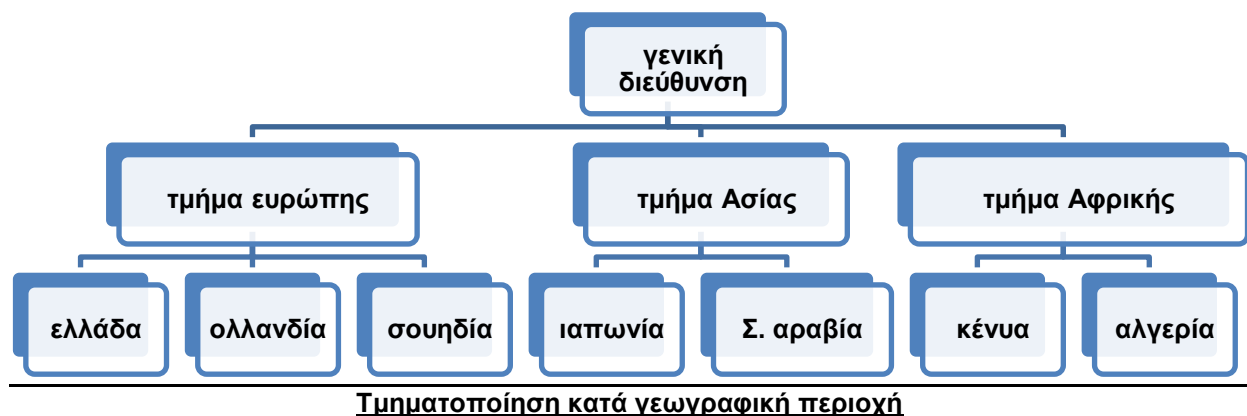 γενική
διεύθυνση
τμήμα ευρώπης
τμήμα Ασίας
τμήμα Αφρικής
ελλάδα
ολλανδία
σουηδία
ιαπωνία
Σ. αραβία
κένυα
αλγερία
Τμηματοποίηση κατά γεωγραφική περιοχή